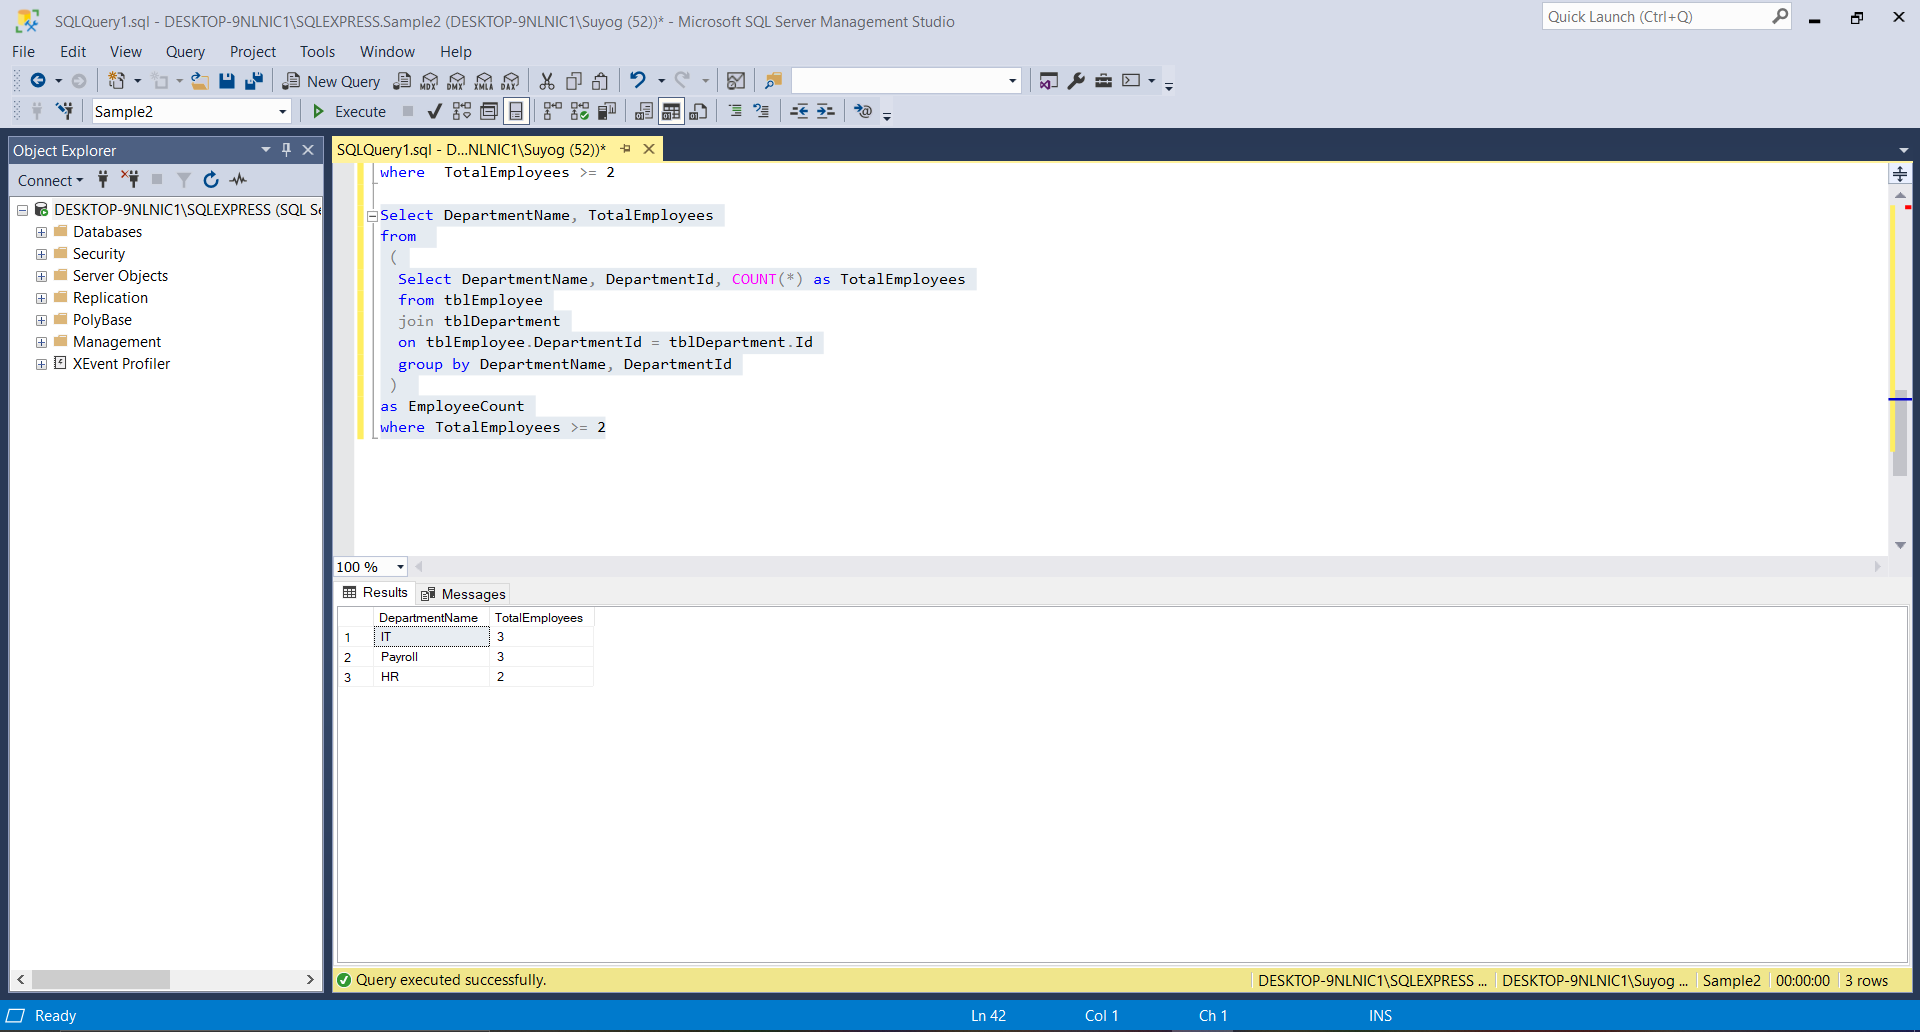 SQLQuery1.sql - DESKTOP-9NLNIC1\SQLEXPRESS.Sample2 (DESKTOP-9NLNIC1\Suyog (52))* - Microsoft SQL Server Management Studio
Quick Launch (Ctrl+Q)
File Edit View Query Project Tools Window Help
New Query MDX DMX XMLA DAX
Sample2 Execute
Object Explorer
SQLQuery1.sql - D...NLNIC1\Suyog (52))*
Connect
DESKTOP-9NLNIC1\SQLEXPRESS (SQL Se
Databases
Security
Server Objects
Replication
PolyBase
Management
XEvent Profiler
where  TotalEmployees >= 2
Select DepartmentName, TotalEmployees
from
(
Select DepartmentName, DepartmentId, COUNT(*) as TotalEmployees
from tblEmployee
join tblDepartment
on tblEmployee.DepartmentId = tblDepartment.Id
group by DepartmentName, DepartmentId
)
as EmployeeCount
where TotalEmployees >= 2
100 %
Results Messages
DepartmentName TotalEmployees
1 IT 3
2 Payroll 3
3 HR 2
Query executed successfully.
DESKTOP-9NLNIC1\SQLEXPRESS ... DESKTOP-9NLNIC1\Suyog ... Sample2 00:00:00 3 rows
Ready Ln 42 Col 1 Ch 1 INS